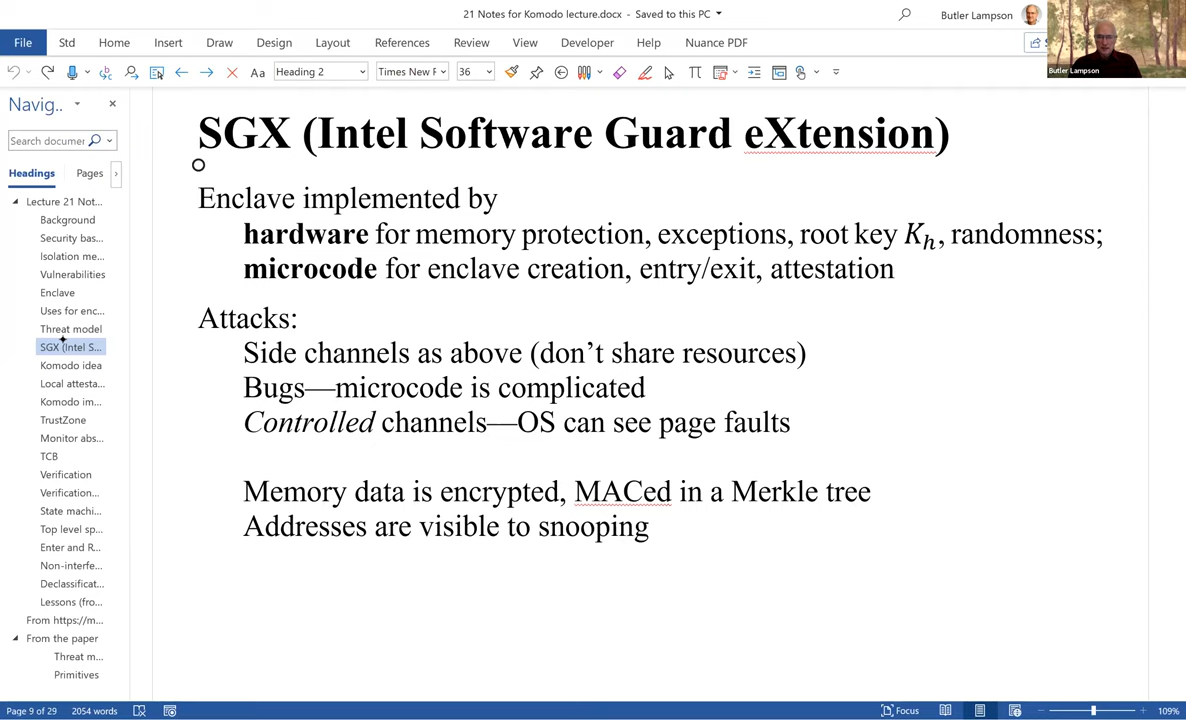 21 Notes for Komodo lecture.docx - Saved to this PC
Butler Lampson
File Std Home Insert Draw Design Layout References Review View Developer Help Nuance PDF
Aa Heading 2 Times New F 36
Butler Lampson
Navig..
Search documer
Headings Pages
Lecture 21 Not...
Background
Security bas...
Isolation me...
Vulnerabilities
Enclave
Uses for enc...
Threat model
SGX (Intel S...
Komodo idea
Local attesta...
Komodo im...
TrustZone
Monitor abs...
TCB
Verification
Verification...
State machi...
Top level sp...
Enter and R...
Non-interfe...
Declassificat...
Lessons (fro...
From https://m...
From the paper
Threat m...
Primitives
SGX (Intel Software Guard eXtension)
Enclave implemented by
hardware for memory protection, exceptions, root key Kₕ, randomness;
microcode for enclave creation, entry/exit, attestation
Attacks:
Side channels as above (don’t share resources)
Bugs—microcode is complicated
Controlled channels—OS can see page faults
Memory data is encrypted, MACed in a Merkle tree
Addresses are visible to snooping
Page 9 of 29 2054 words Focus 109%